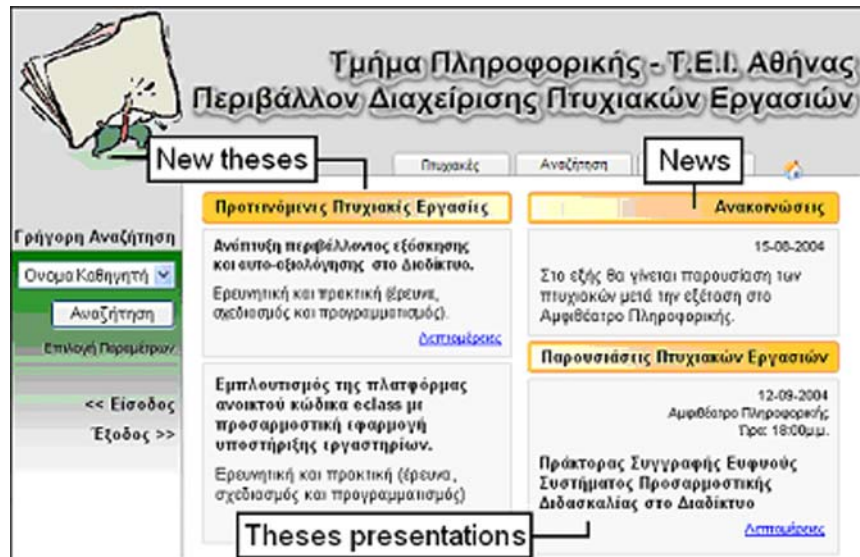 Τμήμα Πληροφορικής - Τ.Ε.Ι. Αθήνας
Περιβάλλον Διαχείρισης Πτυχιακών Εργασιών
New theses
Πτυχιακές
Αναζήτηση
News
Γρήγορη Αναζήτηση
Ονομα Καθηγητή
Αναζήτηση
Επιλογή Παραμέτρων
<< Είσοδος
Έξοδος >>
Προτεινόμενες Πτυχιακές Εργασίες
Ανάπτυξη περιβάλλοντος εξάσκησης
και αυτο-αξιολόγησης στο Διαδίκτυο.
Ερευνητική και πρακτική (έρευνα,
σχεδιασμός και προγραμματισμός).
Λεπτομέρειες
Εμπλουτισμός της πλατφόρμας
ανοικτού κώδικα eclass με
προσαρμοστική εφαρμογή
υποστήριξης εργαστηρίων.
Ερευνητική και πρακτική (έρευνα,
σχεδιασμός και προγραμματισμός)
Ανακοινώσεις
15-08-2004
Στο εξής θα γίνεται παρουσίαση των
πτυχιακών μετά την εξέταση στο
Αμφιθέατρο Πληροφορικής.
Παρουσιάσεις Πτυχιακών Εργασιών
12-09-2004
Αμφιθέατρο Πληροφορικής
Ώρα: 18:00μ.μ.
Πράκτορας Συγγραφής Ευφυούς
Συστήματος Προσαρμοστικής
Διδασκαλίας στο Διαδίκτυο
Λεπτομέρειες
Theses presentations